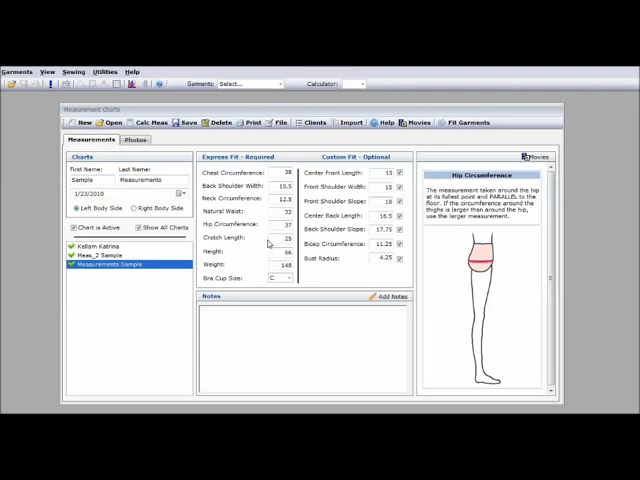 Garments View Sewing Utilities Help
Garment: Select... Calculator:
Measurement Charts
New Open Calc Meas Save Delete Print File Clients Import Help Movies Fit Garments
Measurements Photos
Charts
First Name: Last Name:
Sample Measurements
1/23/2010
Left Body Side Right Body Side
Chart is Active Show All Charts
Kellam Katrina
Meas_2 Sample
Measurements Sample
Express Fit - Required
Chest Circumference: 38
Back Shoulder Width: 15.5
Neck Circumference: 12.5
Natural Waist: 32
Hip Circumference: 37
Crotch Length: 25
Height: 66
Weight: 148
Bra Cup Size: C
Custom Fit - Optional
Center Front Length: 15
Front Shoulder Width: 15
Front Shoulder Slope: 18
Center Back Length: 16.5
Back Shoulder Slope: 17.75
Bicep Circumference: 11.25
Bust Radius: 4.25
Notes Add Notes
Movies
Hip Circumference
The measurement taken around the hip
at its fullest point and PARALLEL to the
floor. If the circumference around the
thighs is larger than around the hip,
use the larger measurement.